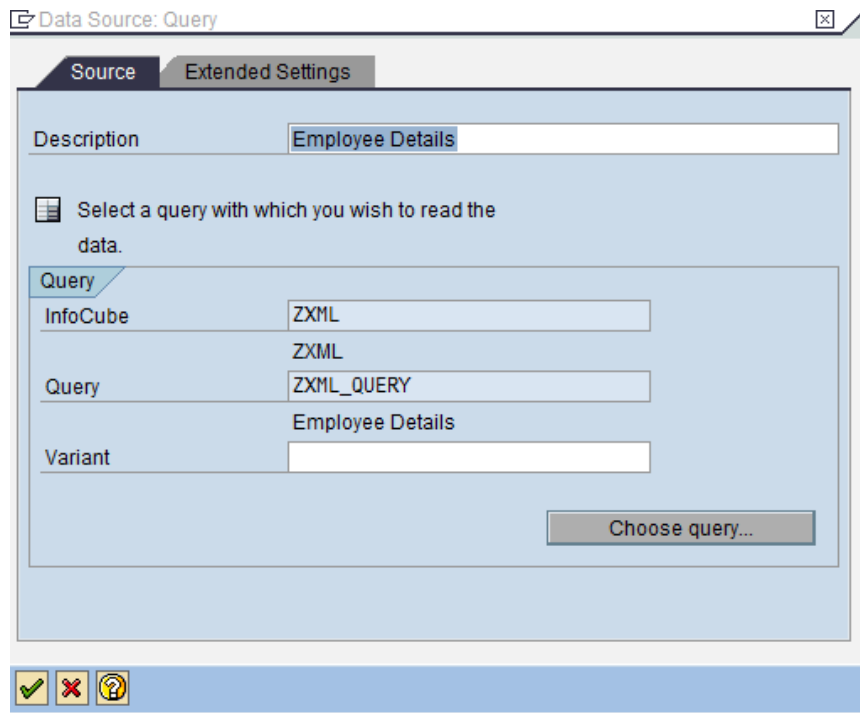 Data Source: Query
Source Extended Settings
Description Employee Details
Select a query with which you wish to read the
data.
Query
InfoCube ZXML
ZXML
Query ZXML_QUERY
Employee Details
Variant
Choose query...